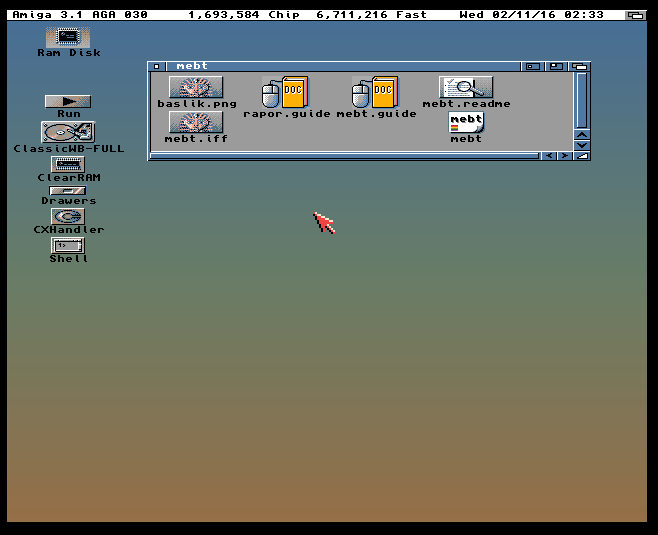 Amiga 3.1 AGA 030 1,693,584 Chip 6,711,216 Fast Wed 02/11/16 02:33
Ram Disk
mebt
baslik.png
DOC
rapor.guide
DOC
mebt.guide
mebt.readme
mebt.iff
mebt
mebt
Run
ClassicWB-FULL
ClearRAM
Drawers
CXHandler
Shell